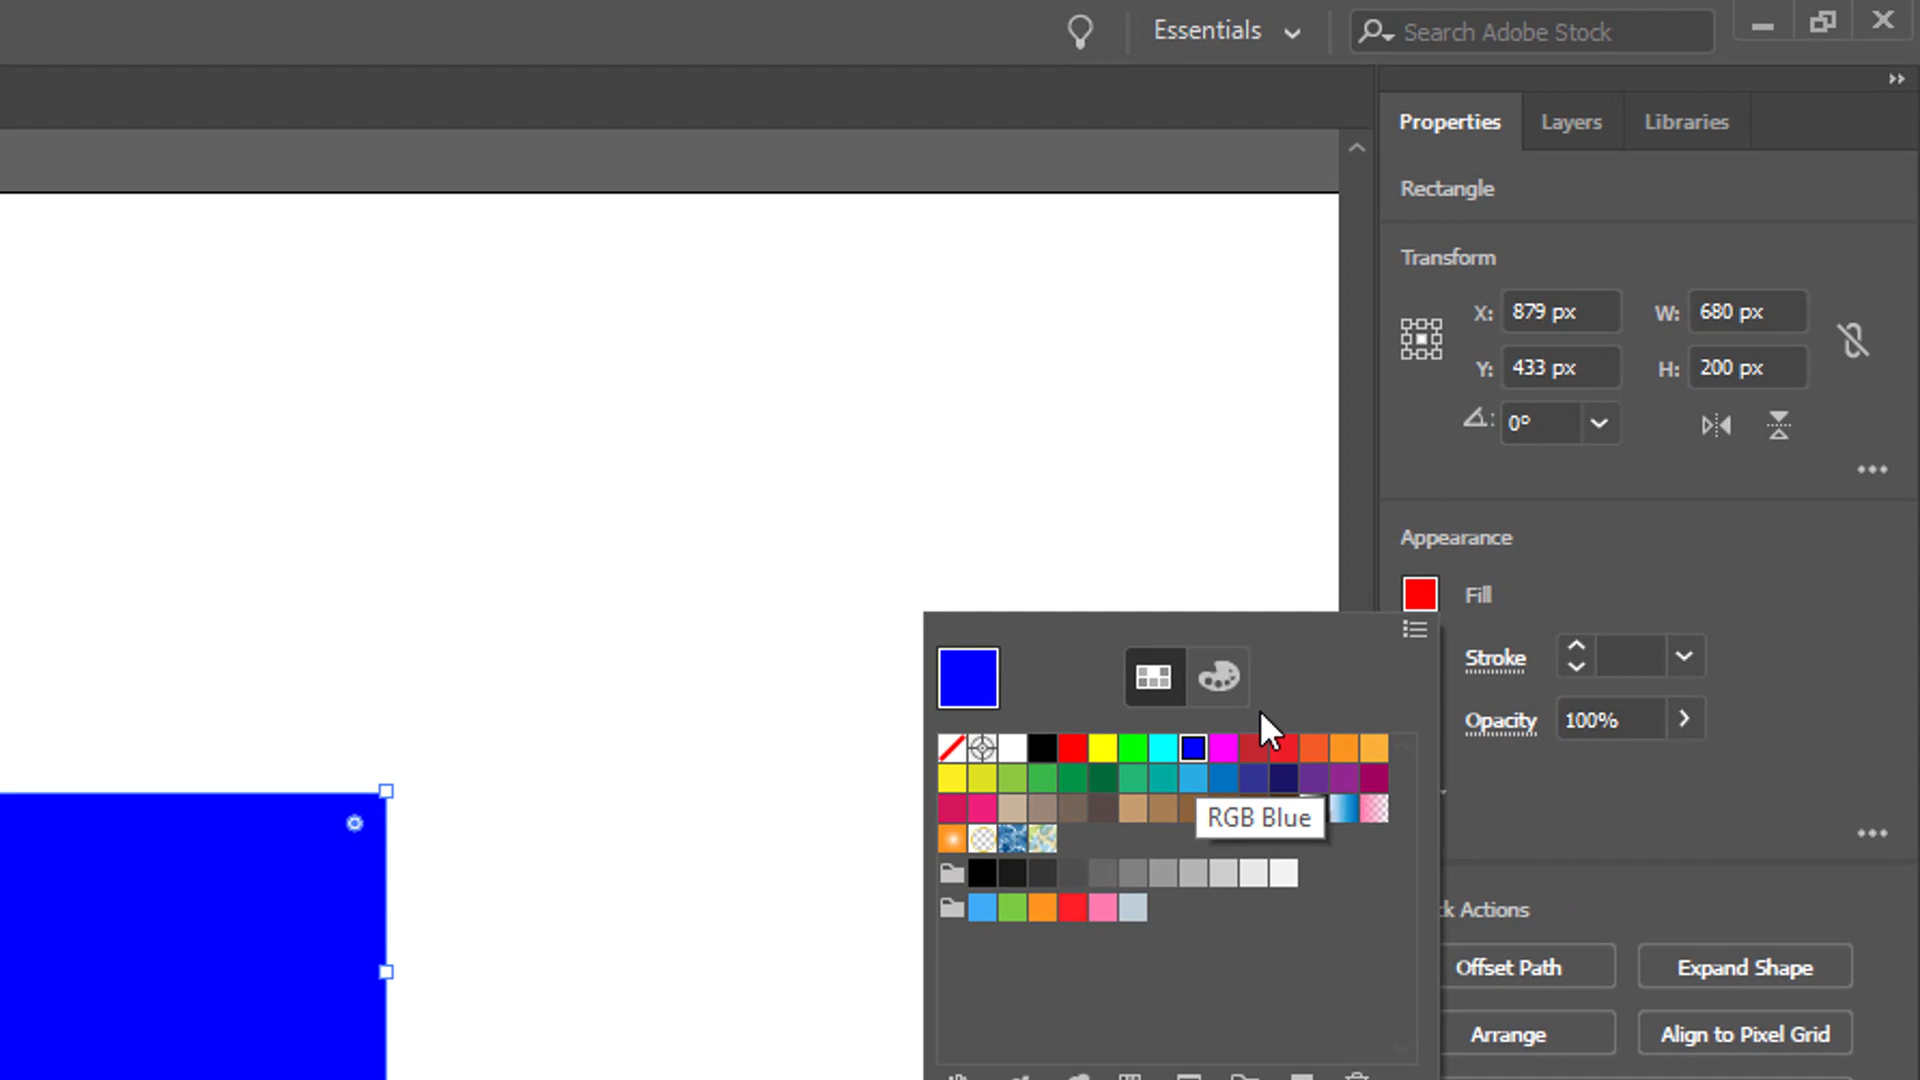 Essentials
Search Adobe Stock
Properties
Layers
Libraries
Rectangle
Transform
X: 879 px
W: 680 px
Y: 433 px
H: 200 px
0°
Appearance
Fill
Stroke
Opacity 100%
RGB Blue
k Actions
Offset Path
Expand Shape
Arrange
Align to Pixel Grid